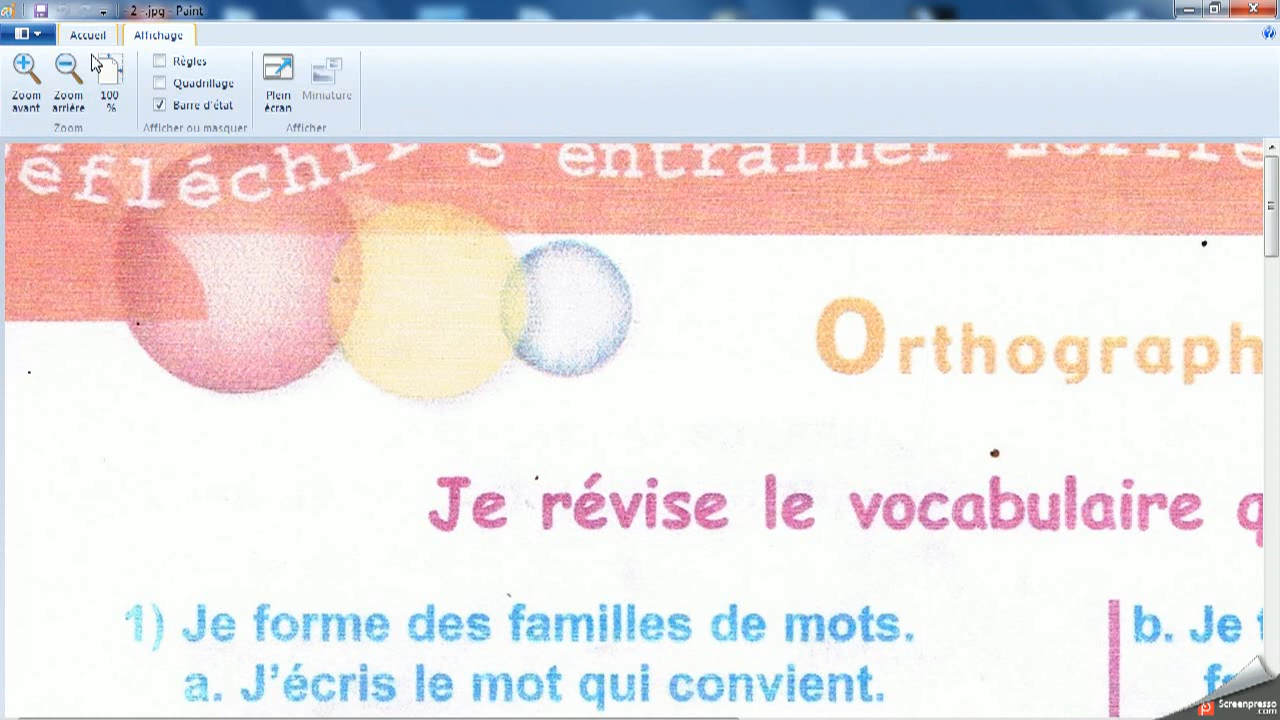 - 2 -.jpg - Paint
Accueil Affichage
Zoom avant
Zoom arrière
100 %
Règles
Quadrillage
Barre d'état
Plein écran
Miniature
Zoom
Afficher ou masquer
Afficher
éfléchir s'entraîner
Orthograph
Je révise le vocabulaire q
1) Je forme des familles de mots.
a. J'écris le mot qui convient.
b. Je
Screenpresso
.com